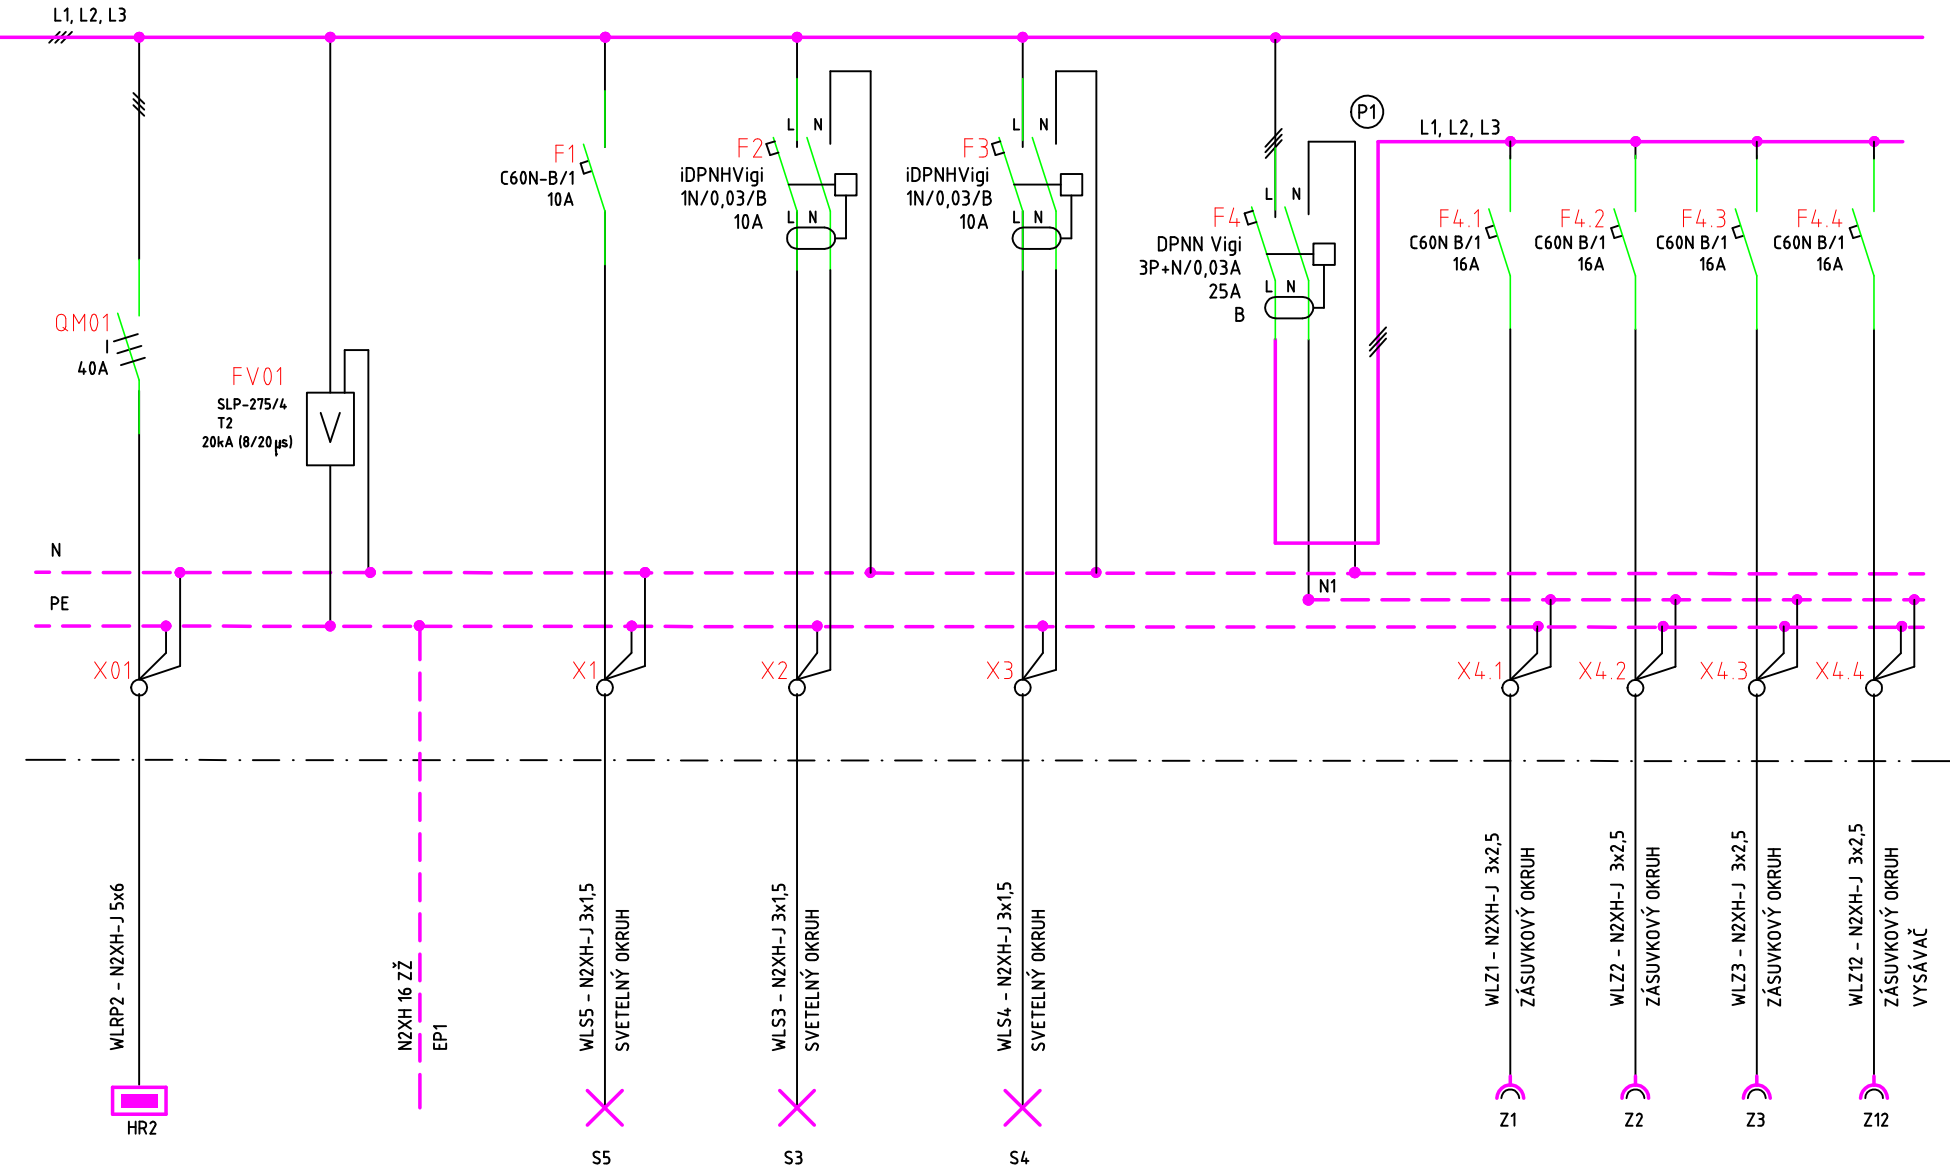 L1, L2, L3
P1
L1, L2, L3
L N
L N
F1
C60N-B/1
10A
F2
iDPNHVigi
1N/0,03/B
10A
L N
F3
iDPNHVigi
1N/0,03/B
10A
L N
L N
F4
DPNN Vigi
3P+N/0,03A
25A
B
L N
F4.1
C60N B/1
16A
F4.2
C60N B/1
16A
F4.3
C60N B/1
16A
F4.4
C60N B/1
16A
QM01
I
40A
FV01
SLP-275/4
T2
20kA (8/20µs)
V
N
N1
PE
X01
X1
X2
X3
X4.1
X4.2
X4.3
X4.4
WLRP2 - N2XH-J 5x6
N2XH 16 ZŽ
EP1
WLS5 - N2XH-J 3x1,5
SVETELNÝ OKRUH
WLS3 - N2XH-J 3x1,5
SVETELNÝ OKRUH
WLS4 - N2XH-J 3x1,5
SVETELNÝ OKRUH
WLZ1 - N2XH-J 3x2,5
ZÁSUVKOVÝ OKRUH
WLZ2 - N2XH-J 3x2,5
ZÁSUVKOVÝ OKRUH
WLZ3 - N2XH-J 3x2,5
ZÁSUVKOVÝ OKRUH
WLZ12 - N2XH-J 3x2,5
ZÁSUVKOVÝ OKRUH
VYSÁVAČ
HR2
S5
S3
S4
Z1
Z2
Z3
Z12